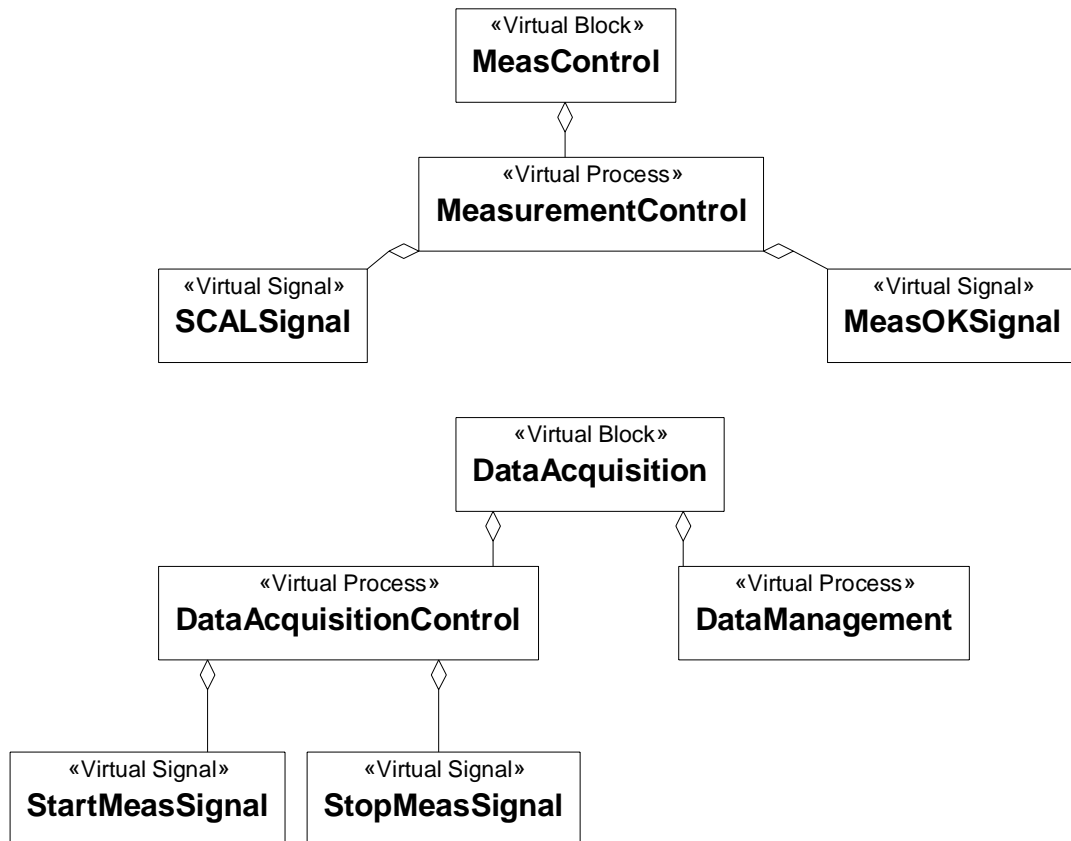 «Virtual Block»
MeasControl
«Virtual Process»
MeasurementControl
«Virtual Signal»
SCALSignal
«Virtual Signal»
MeasOKSignal
«Virtual Block»
DataAcquisition
«Virtual Process»
DataAcquisitionControl
«Virtual Process»
DataManagement
«Virtual Signal»
StartMeasSignal
«Virtual Signal»
StopMeasSignal